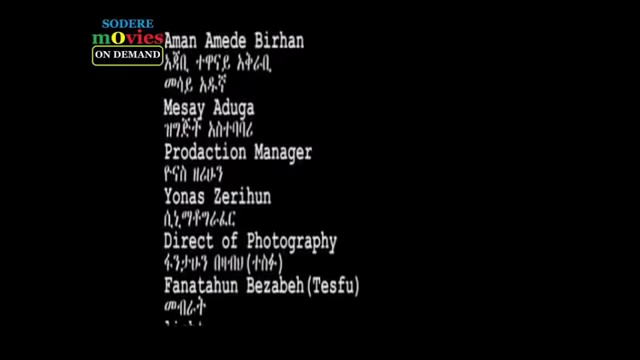 SODERE
mOvies
ON DEMAND
Aman Amede Birhan
አጃቢ ተዋናይ አቅራቢ
መሳይ አዱኛ
Mesay Aduga
ዝግጅት አስተባባሪ
Prodaction Manager
ዮናስ ዘሪሁን
Yonas Zerihun
ሲኒማቶግራፈር
Direct of Photography
ፋንታሁን በዛብህ(ተስፉ)
Fanatahun Bezabeh(Tesfu)
መብራት